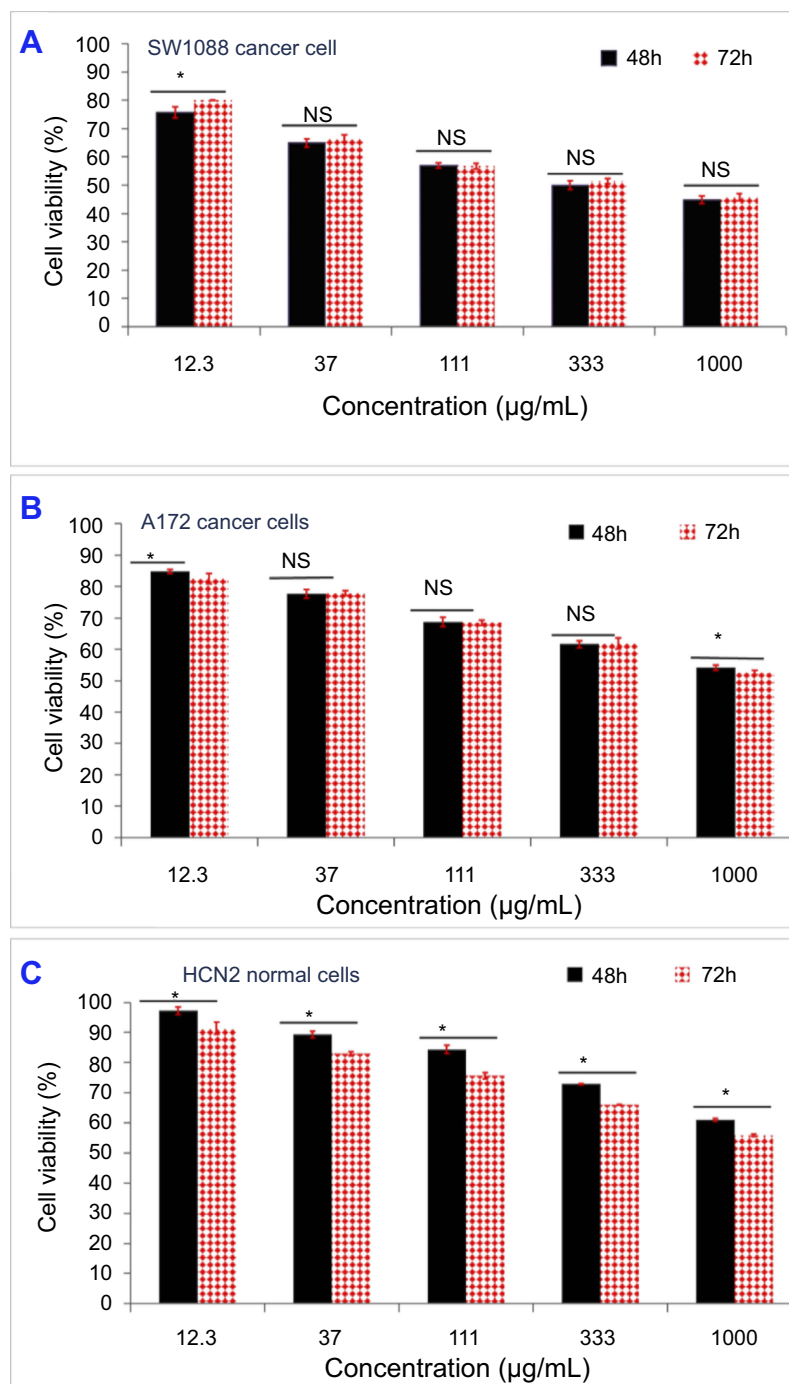 A
SW1088 cancer cell
48h
72h
Cell viability (%)
100
90
80
70
60
50
40
30
20
10
0
*
NS
NS
NS
NS
12.3
37
111
333
1000
Concentration (µg/mL)
B
A172 cancer cells
48h
72h
Cell viability (%)
100
90
80
70
60
50
40
30
20
10
0
*
NS
NS
NS
*
12.3
37
111
333
1000
Concentration (µg/mL)
C
HCN2 normal cells
48h
72h
Cell viability (%)
100
90
80
70
60
50
40
30
20
10
0
*
*
*
*
*
12.3
37
111
333
1000
Concentration (µg/mL)